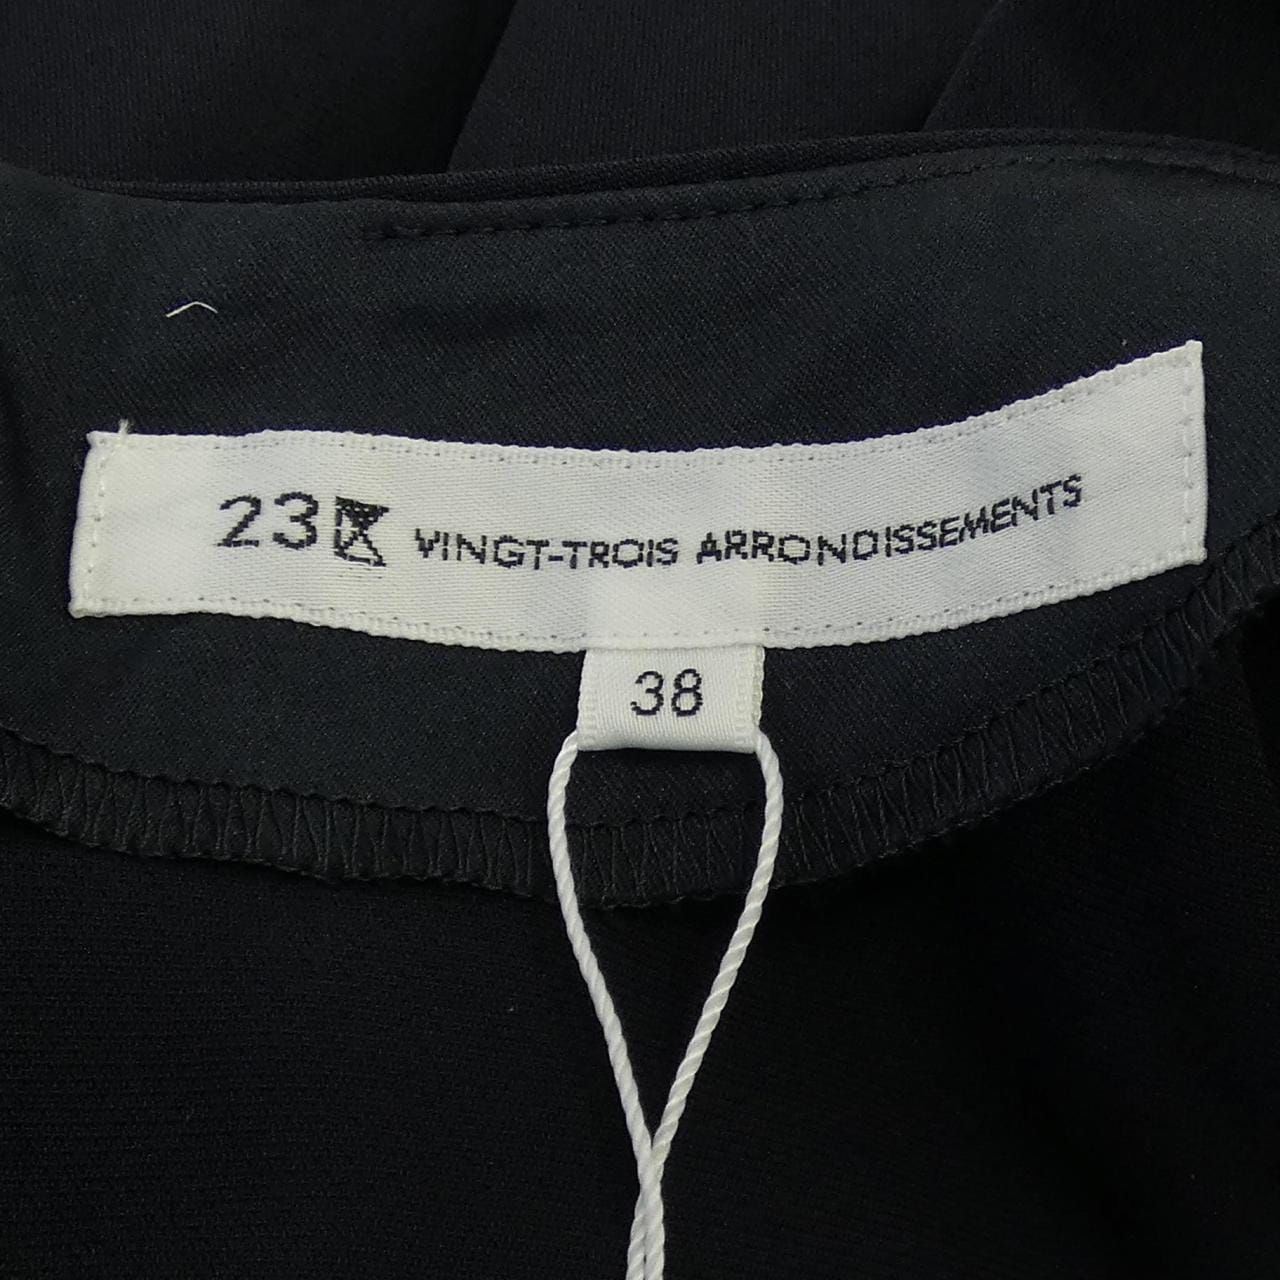 23区 VINGT-TROIS ARRONDISSEMENTS
38